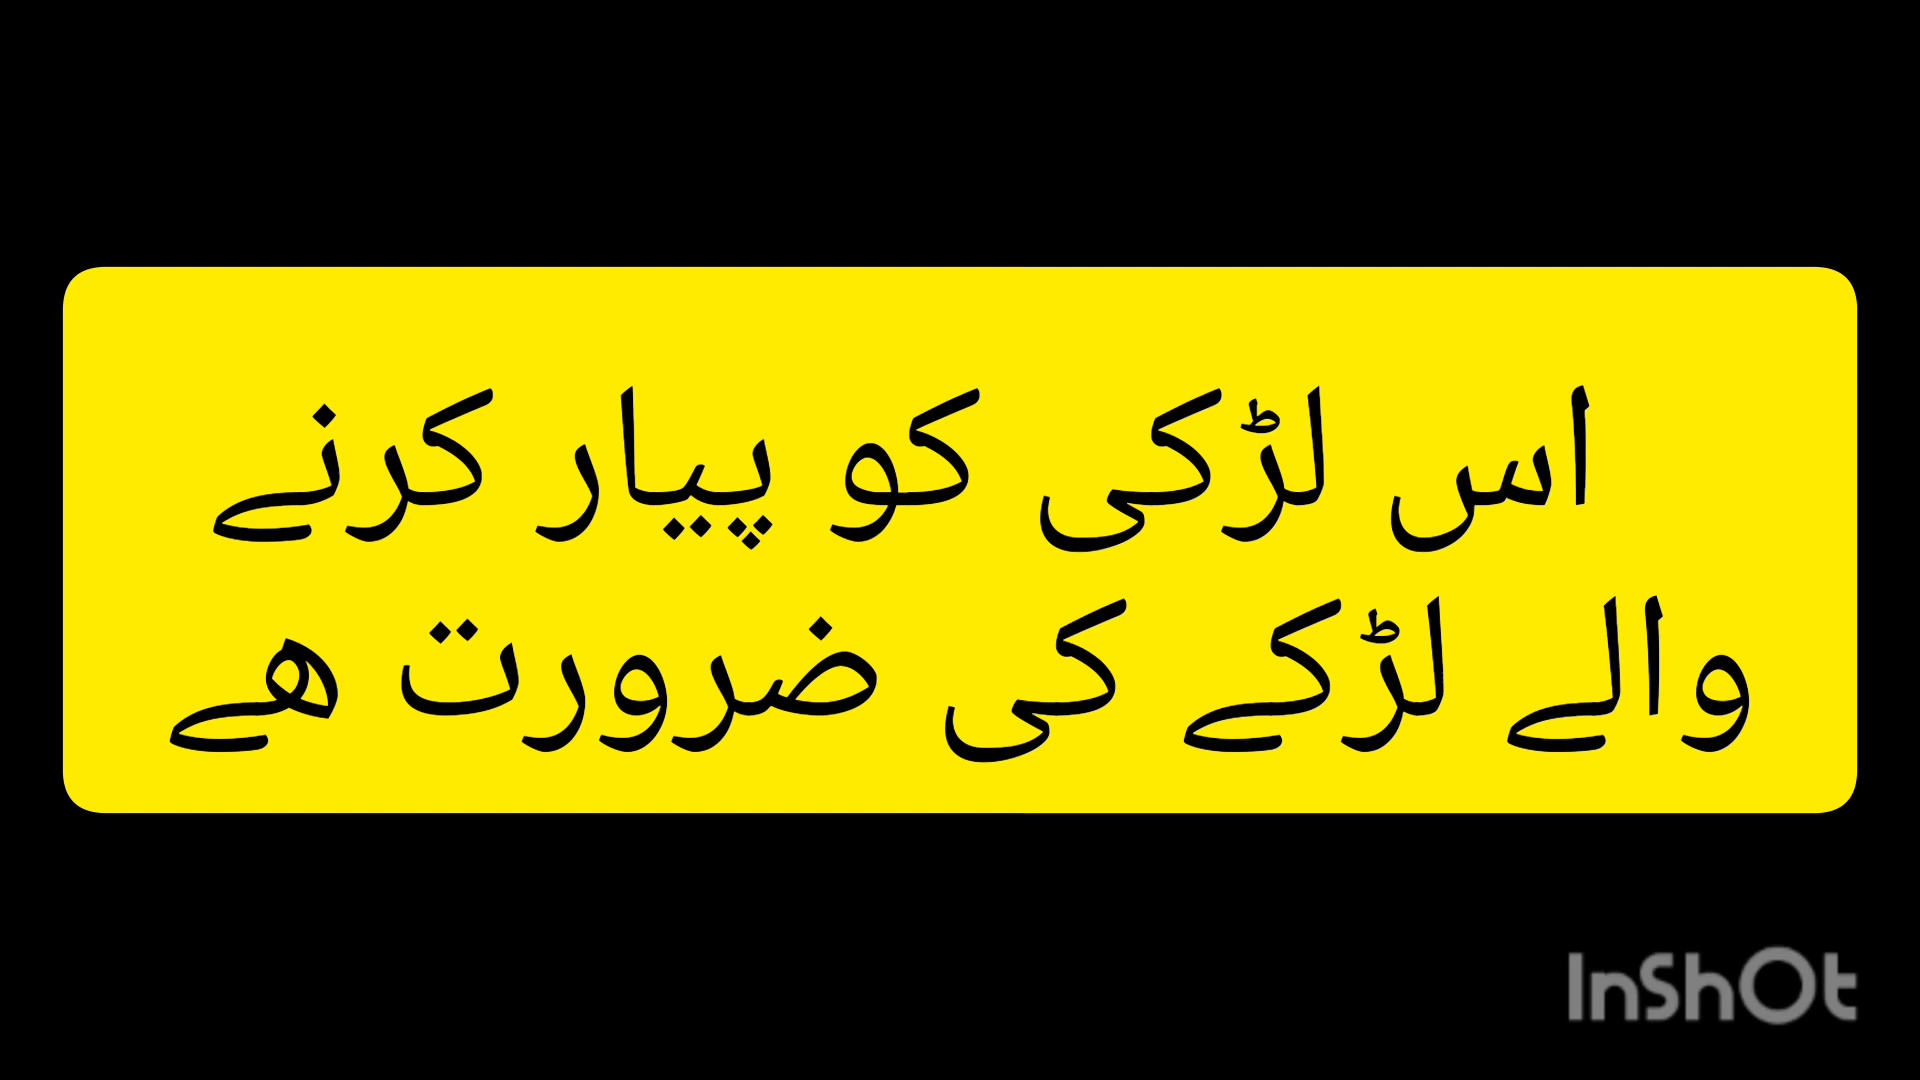 اس لڑکی کو پیار کرنے
والے لڑکے کی ضرورت ھے
InShOt